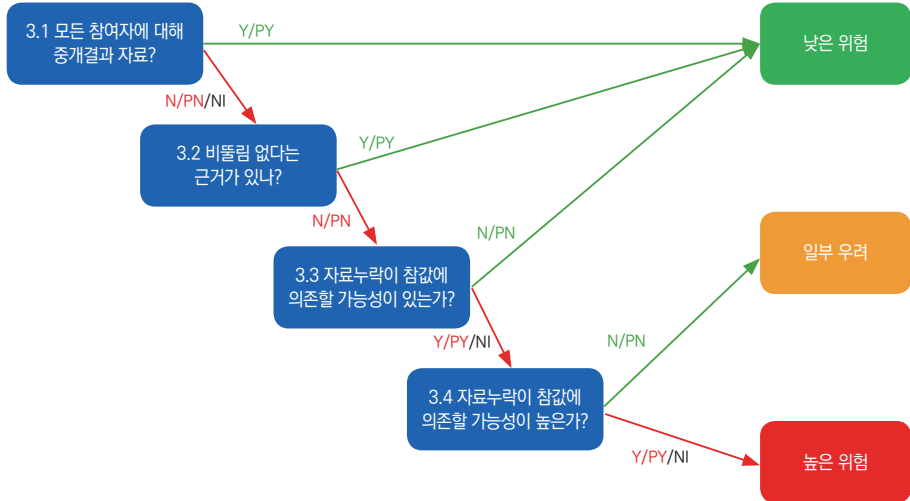 3.1 모든 참여자에 대해
중개결과 자료?
Y/PY
낮은 위험
N/PN/NI
3.2 비뚤림 없다는
근거가 있나?
Y/PY
N/PN
N/PN
3.3 자료누락이 참값에
의존할 가능성이 있는가?
일부 우려
Y/PY/NI
N/PN
3.4 자료누락이 참값에
의존할 가능성이 높은가?
Y/PY/NI
높은 위험